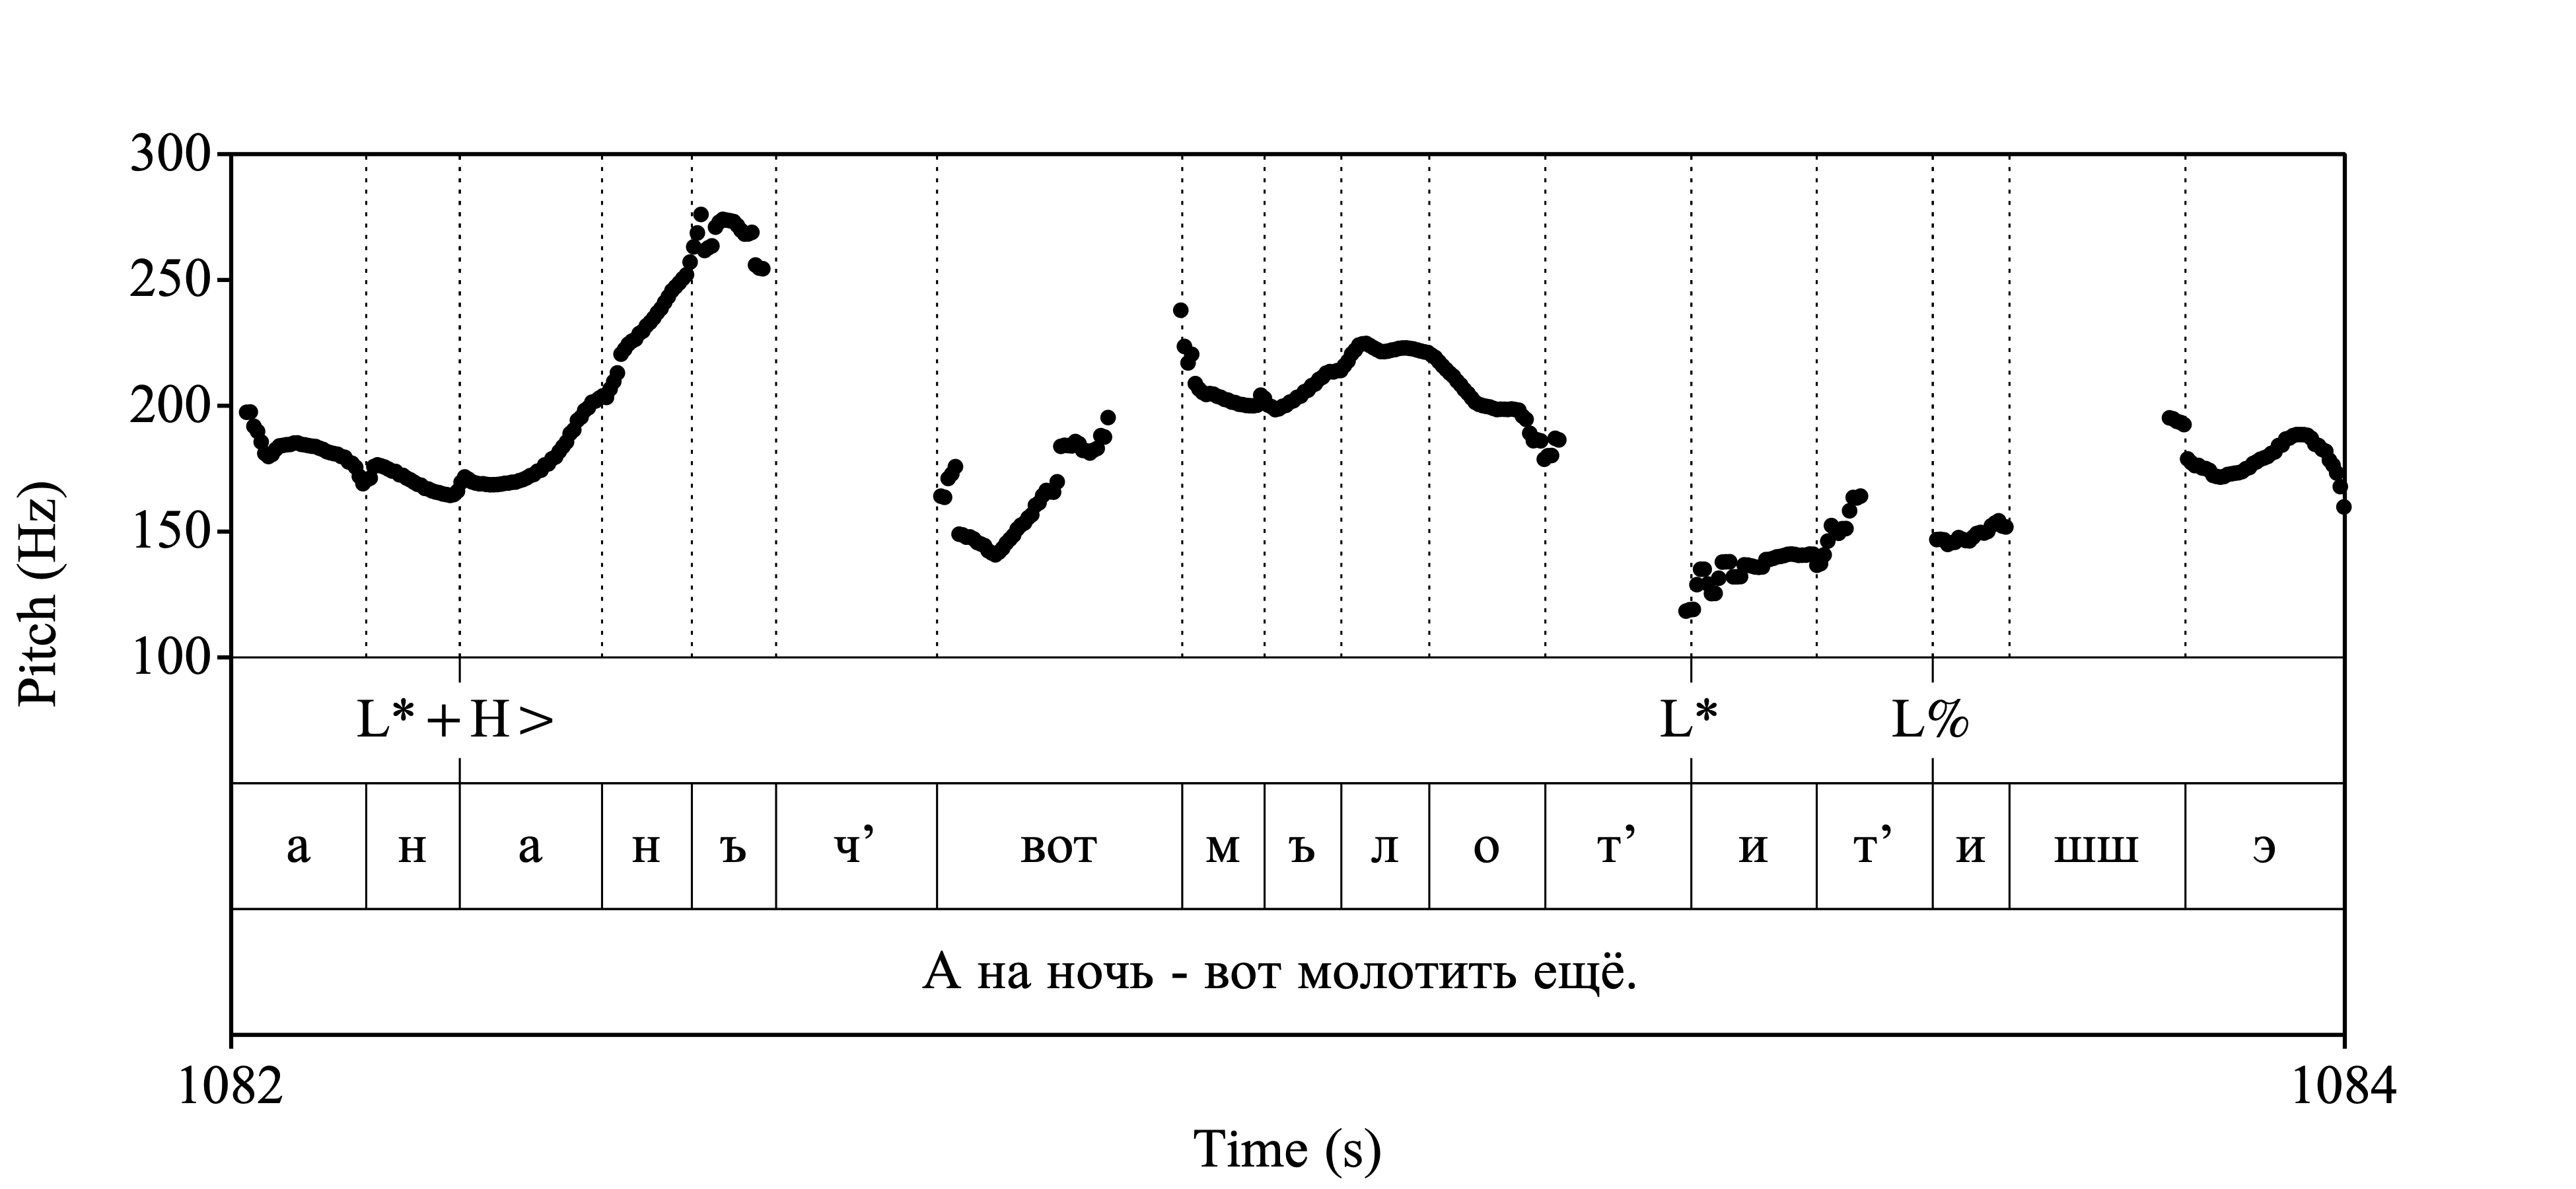 300
250
200
150
100
Pitch (Hz)
L*+H> L* L%
а н а н ъ ч’ вот м ъ л о т’ и т’ и шш э
А на ночь - вот молотить ещё.
1082 1084
Time (s)